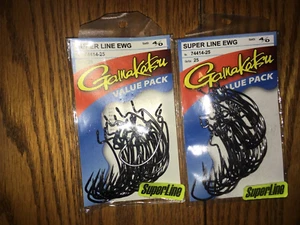 SUPER LINE EWG
4/0
Gamakatsu
VALUE PACK
SuperLine
SUPER LINE EWG
4/0
74414-25
25
Gamakatsu
VALUE PACK
SuperLine